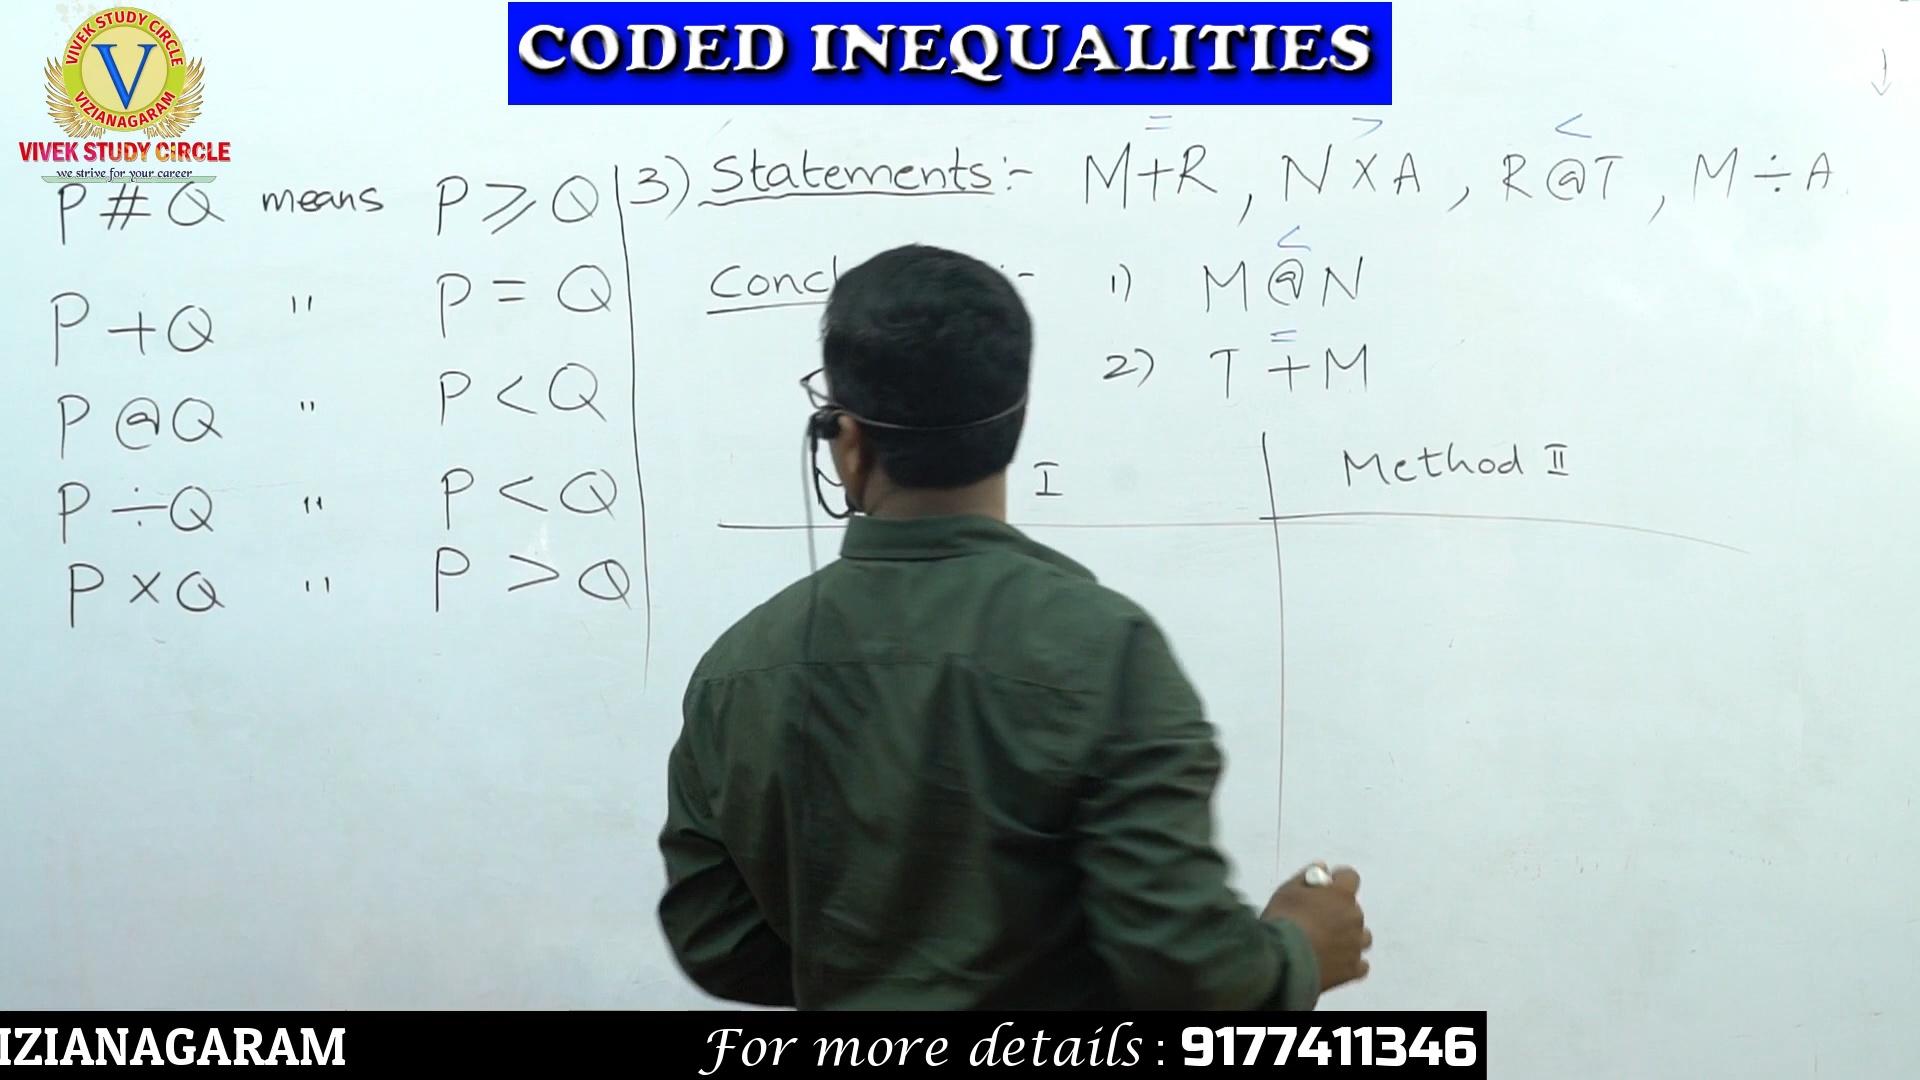 CODED INEQUALITIES
VIVEK STUDY CIRCLE
V
VIZIANAGARAM
VIVEK STUDY CIRCLE
we strive for your career
P # Q means P ⩾ Q
P + Q " P = Q
P @ Q " P < Q
P ÷ Q " P < Q
P × Q " P > Q
= > <
3) Statements :- M + R , N × A , R @ T , M ÷ A
<
:- 1) M @ N
=
2) T + M
I
Method II
IZIANAGARAM
For more details : 9177411346